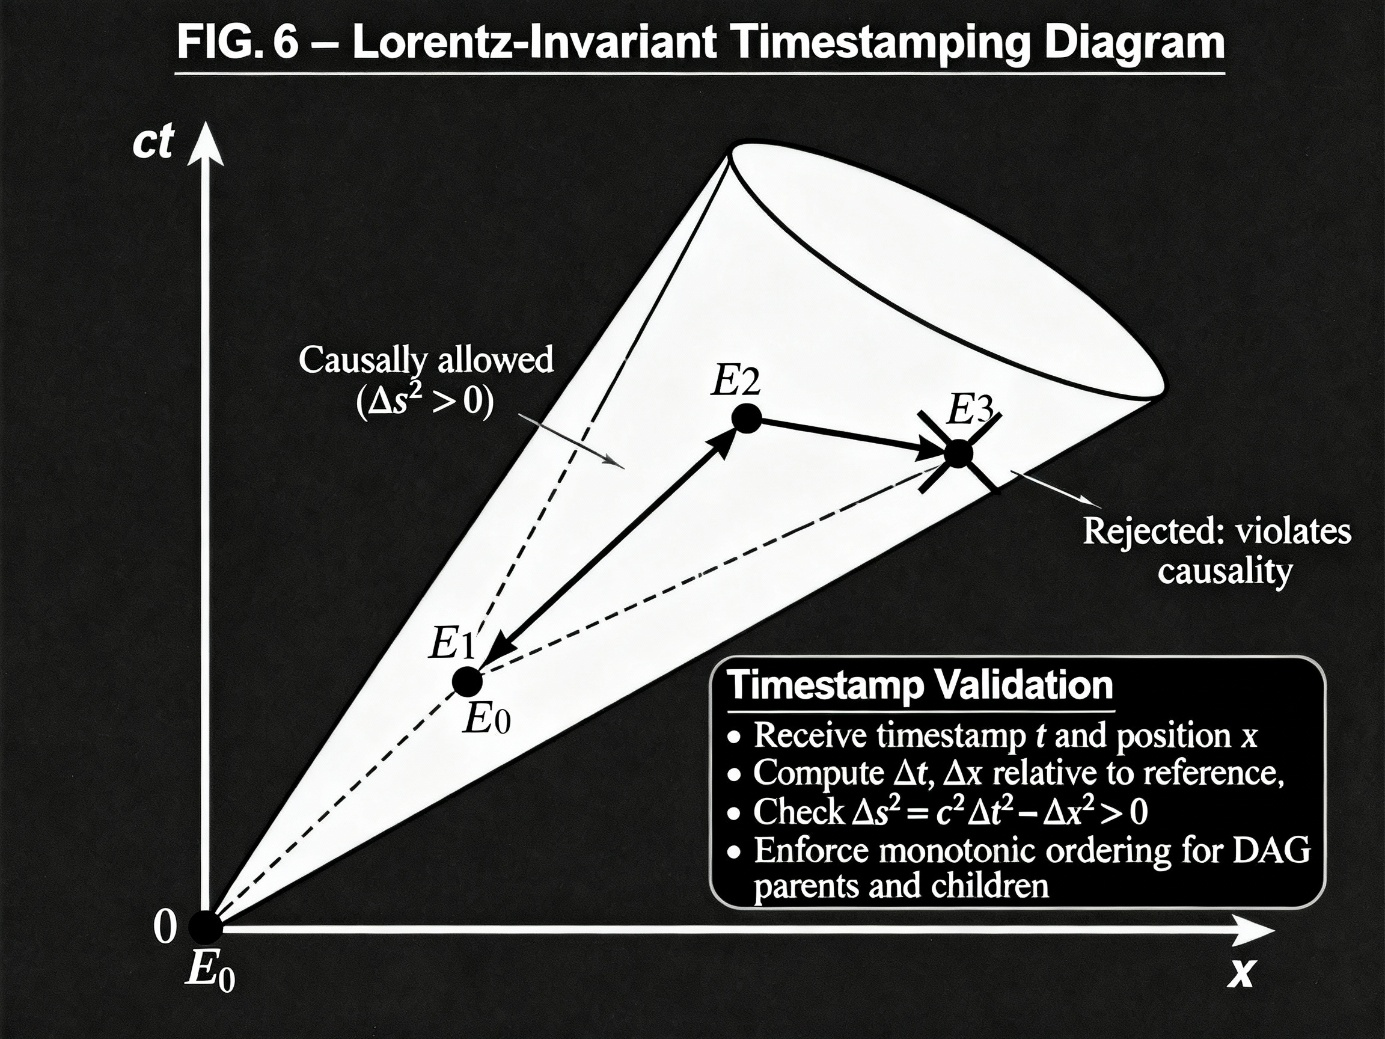 FIG. 6 – Lorentz-Invariant Timestamping Diagram
ct
Causally allowed
(Δs² > 0)
E2
E3
Rejected: violates
causality
E1
E0
Timestamp Validation
• Receive timestamp t and position x
• Compute Δt, Δx relative to reference,
• Check Δs² = c²Δt² – Δx² > 0
• Enforce monotonic ordering for DAG
parents and children
0
E₀
x